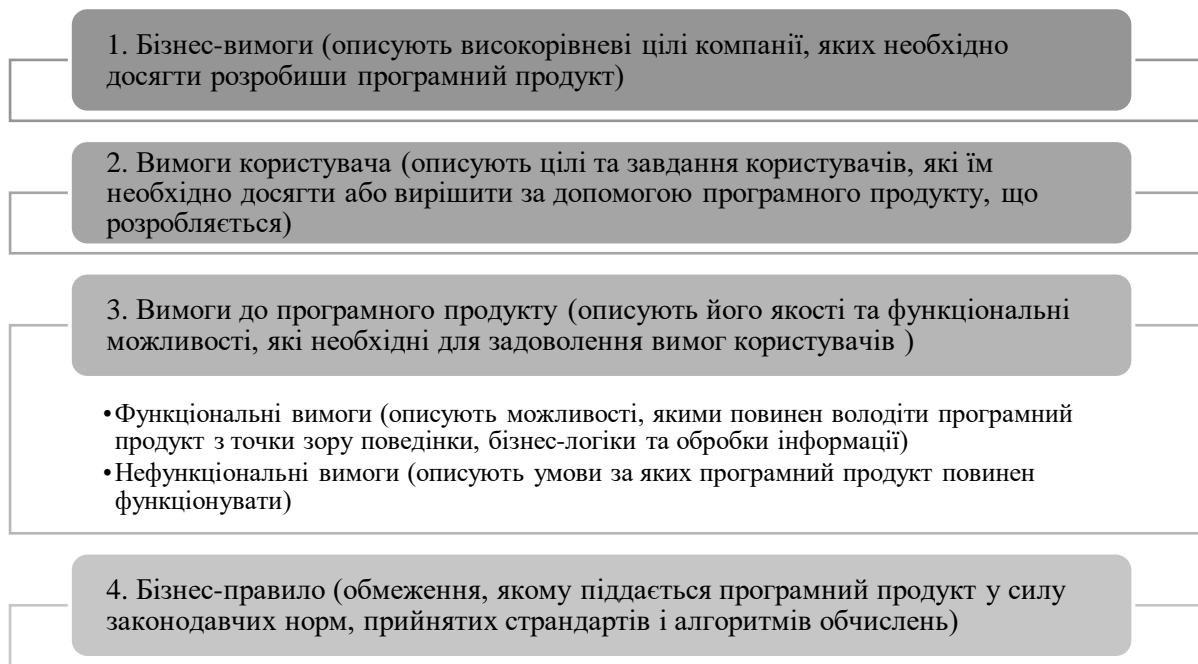 1. Бізнес-вимоги (описують високорівневі цілі компанії, яких необхідно
досягти розробиши програмний продукт)
2. Вимоги користувача (описують цілі та завдання користувачів, які їм
необхідно досягти або вирішити за допомогою програмного продукту, що
розробляється)
3. Вимоги до програмного продукту (описують його якості та функціональні
можливості, які необхідні для задоволення вимог користувачів )
•Функціональні вимоги (описують можливості, якими повинен володіти програмний
продукт з точки зору поведінки, бізнес-логіки та обробки інформації)
•Нефункціональні вимоги (описують умови за яких програмний продукт повинен
функціонувати)
4. Бізнес-правило (обмеження, якому піддається програмний продукт у силу
законодавчих норм, прийнятих страндартів і алгоритмів обчислень)